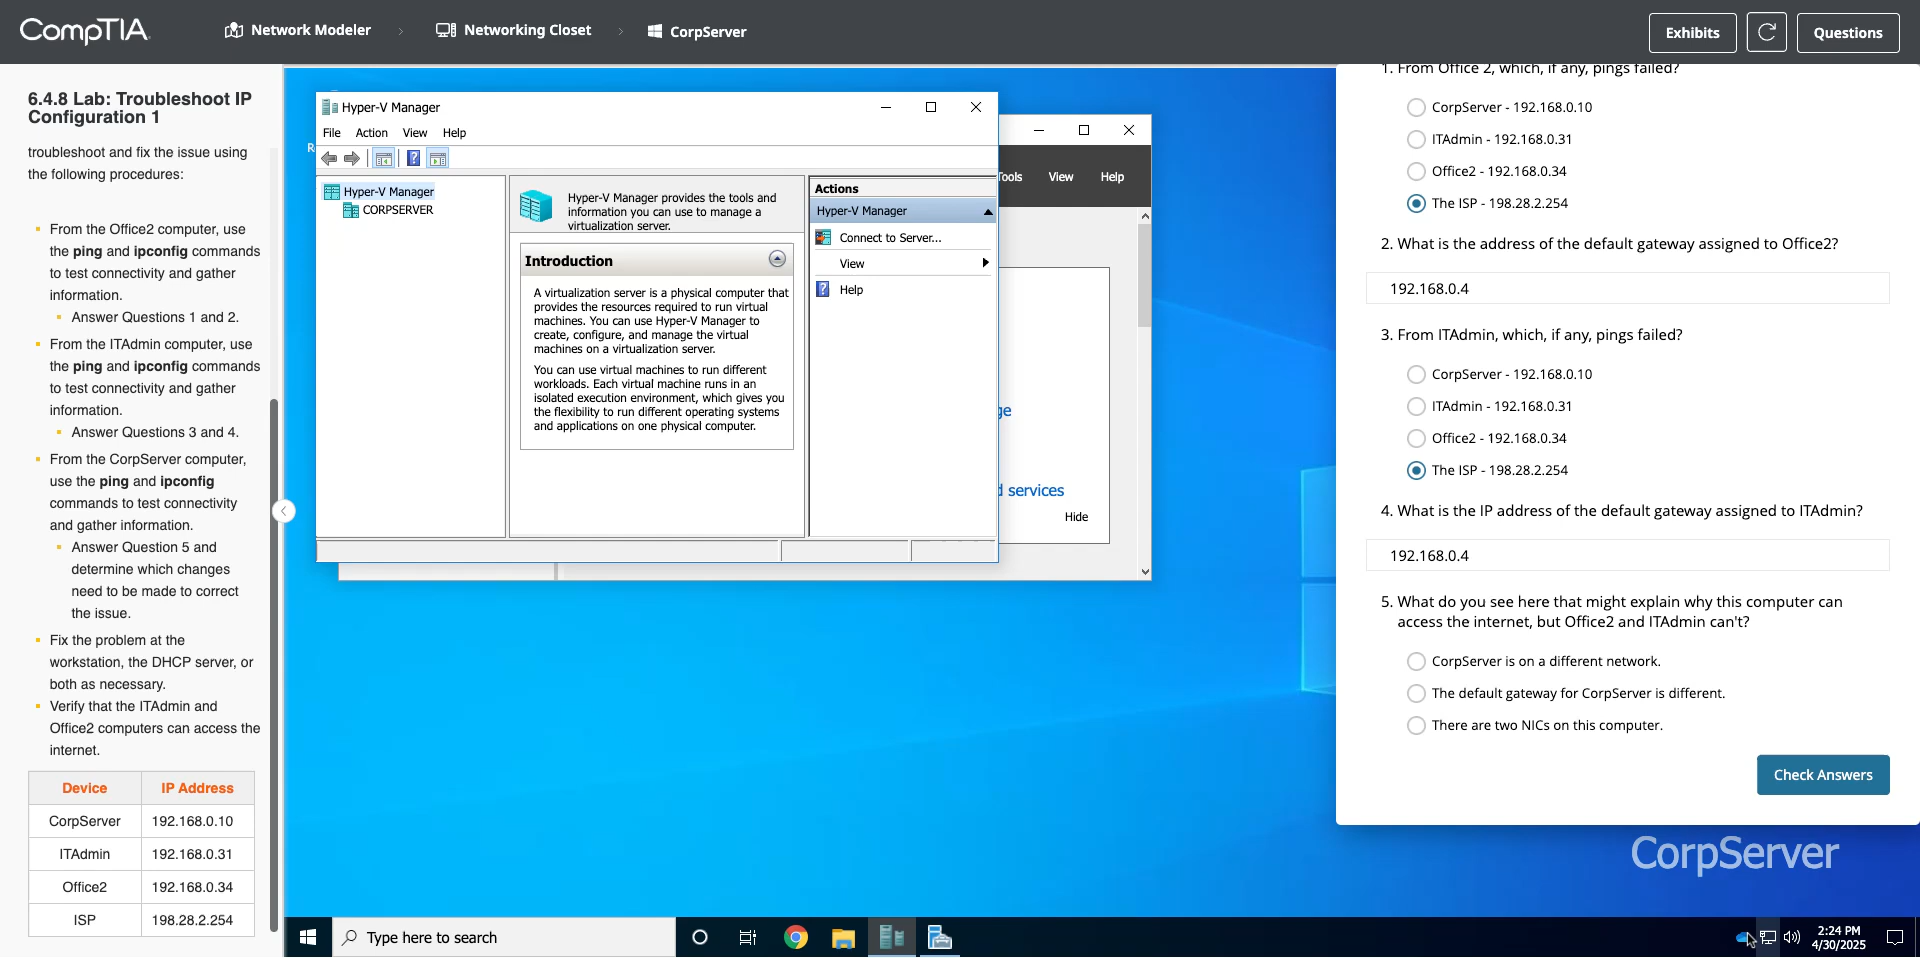 CompTIA
Network Modeler
Networking Closet
CorpServer
Exhibits
Questions
6.4.8 Lab: Troubleshoot IP
Configuration 1
troubleshoot and fix the issue using
the following procedures:
From the Office2 computer, use
the ping and ipconfig commands
to test connectivity and gather
information.
Answer Questions 1 and 2.
From the ITAdmin computer, use
the ping and ipconfig commands
to test connectivity and gather
information.
Answer Questions 3 and 4.
From the CorpServer computer,
use the ping and ipconfig
commands to test connectivity
and gather information.
Answer Question 5 and
determine which changes
need to be made to correct
the issue.
Fix the problem at the
workstation, the DHCP server, or
both as necessary.
Verify that the ITAdmin and
Office2 computers can access the
internet.
Device IP Address
CorpServer 192.168.0.10
ITAdmin 192.168.0.31
Office2 192.168.0.34
ISP 198.28.2.254
Hyper-V Manager
File Action View Help
Hyper-V Manager
CORPSERVER
Hyper-V Manager provides the tools and
information you can use to manage a
virtualization server.
Introduction
A virtualization server is a physical computer that
provides the resources required to run virtual
machines. You can use Hyper-V Manager to
create, configure, and manage the virtual
machines on a virtualization server.
You can use virtual machines to run different
workloads. Each virtual machine runs in an
isolated execution environment, which gives you
the flexibility to run different operating systems
and applications on one physical computer.
Actions
Hyper-V Manager
Connect to Server...
View
Help
Tools View Help
ge
d services
Hide
1. From Office 2, which, if any, pings failed?
CorpServer - 192.168.0.10
ITAdmin - 192.168.0.31
Office2 - 192.168.0.34
The ISP - 198.28.2.254
2. What is the address of the default gateway assigned to Office2?
192.168.0.4
3. From ITAdmin, which, if any, pings failed?
CorpServer - 192.168.0.10
ITAdmin - 192.168.0.31
Office2 - 192.168.0.34
The ISP - 198.28.2.254
4. What is the IP address of the default gateway assigned to ITAdmin?
192.168.0.4
5. What do you see here that might explain why this computer can
access the internet, but Office2 and ITAdmin can't?
CorpServer is on a different network.
The default gateway for CorpServer is different.
There are two NICs on this computer.
Check Answers
CorpServer
Type here to search
2:24 PM
4/30/2025